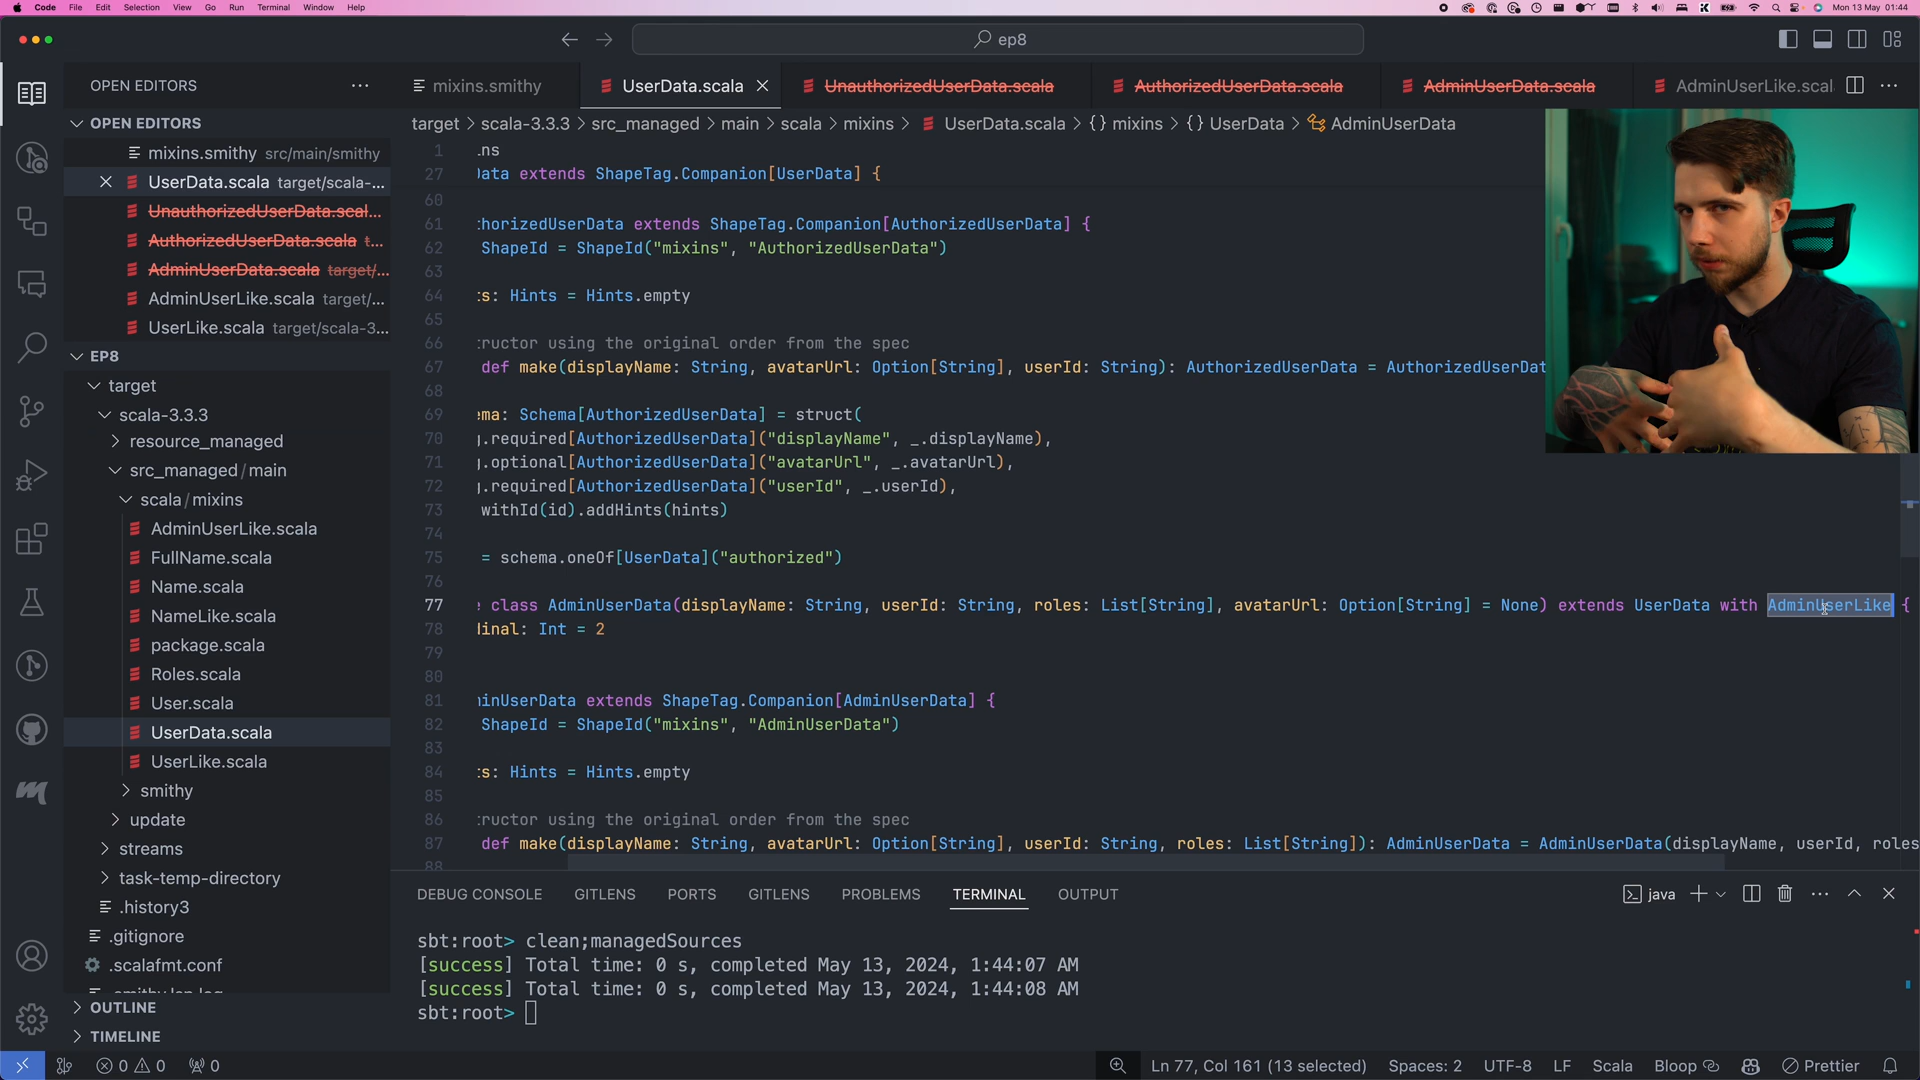 Code File Edit Selection View Go Run Terminal Window Help
Mon 13 May 01:44
ep8
OPEN EDITORS
mixins.smithy
UserData.scala
UnauthorizedUserData.scala
AuthorizedUserData.scala
AdminUserData.scala
AdminUserLike.scal
OPEN EDITORS
mixins.smithy src/main/smithy
UserData.scala target/scala-...
UnauthorizedUserData.scal...
AuthorizedUserData.scala t...
AdminUserData.scala target/...
AdminUserLike.scala target/...
UserLike.scala target/scala-3...
EP8
target
scala-3.3.3
resource_managed
src_managed/main
scala/mixins
AdminUserLike.scala
FullName.scala
Name.scala
NameLike.scala
package.scala
Roles.scala
User.scala
UserData.scala
UserLike.scala
smithy
update
streams
task-temp-directory
.history3
.gitignore
.scalafmt.conf
OUTLINE
TIMELINE
target > scala-3.3.3 > src_managed > main > scala > mixins > UserData.scala > {} mixins > {} UserData > AdminUserData
1 .ns
27 Data extends ShapeTag.Companion[UserData] {
60
61 thorizedUserData extends ShapeTag.Companion[AuthorizedUserData] {
62 ShapeId = ShapeId("mixins", "AuthorizedUserData")
63
64 ts: Hints = Hints.empty
65
66 tructor using the original order from the spec
67 def make(displayName: String, avatarUrl: Option[String], userId: String): AuthorizedUserData = AuthorizedUserDat
68
69 ema: Schema[AuthorizedUserData] = struct(
70 g.required[AuthorizedUserData]("displayName", _.displayName),
71 g.optional[AuthorizedUserData]("avatarUrl", _.avatarUrl),
72 g.required[AuthorizedUserData]("userId", _.userId),
73 withId(id).addHints(hints)
74
75 = schema.oneOf[UserData]("authorized")
76
77 e class AdminUserData(displayName: String, userId: String, roles: List[String], avatarUrl: Option[String] = None) extends UserData with AdminUserLike {
78 dinal: Int = 2
79
80
81 minUserData extends ShapeTag.Companion[AdminUserData] {
82 ShapeId = ShapeId("mixins", "AdminUserData")
83
84 ts: Hints = Hints.empty
85
86 tructor using the original order from the spec
87 def make(displayName: String, avatarUrl: Option[String], userId: String, roles: List[String]): AdminUserData = AdminUserData(displayName, userId, roles
88
DEBUG CONSOLE GITLENS PORTS GITLENS PROBLEMS TERMINAL OUTPUT
java
sbt:root> clean;managedSources
[success] Total time: 0 s, completed May 13, 2024, 1:44:07 AM
[success] Total time: 0 s, completed May 13, 2024, 1:44:08 AM
sbt:root>
0 0 0
Ln 77, Col 161 (13 selected) Spaces: 2 UTF-8 LF Scala Bloop Prettier